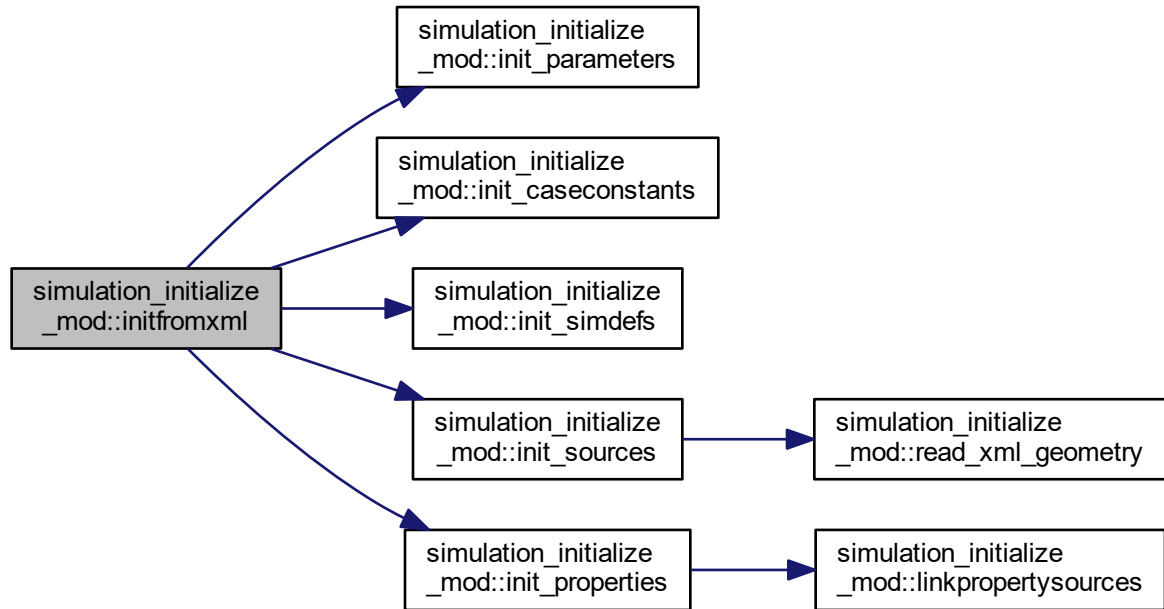 simulation_initialize
_mod::init_parameters
simulation_initialize
_mod::init_caseconstants
simulation_initialize
_mod::initfromxml
simulation_initialize
_mod::init_simdefs
simulation_initialize
_mod::init_sources
simulation_initialize
_mod::read_xml_geometry
simulation_initialize
_mod::init_properties
simulation_initialize
_mod::linkpropertysources